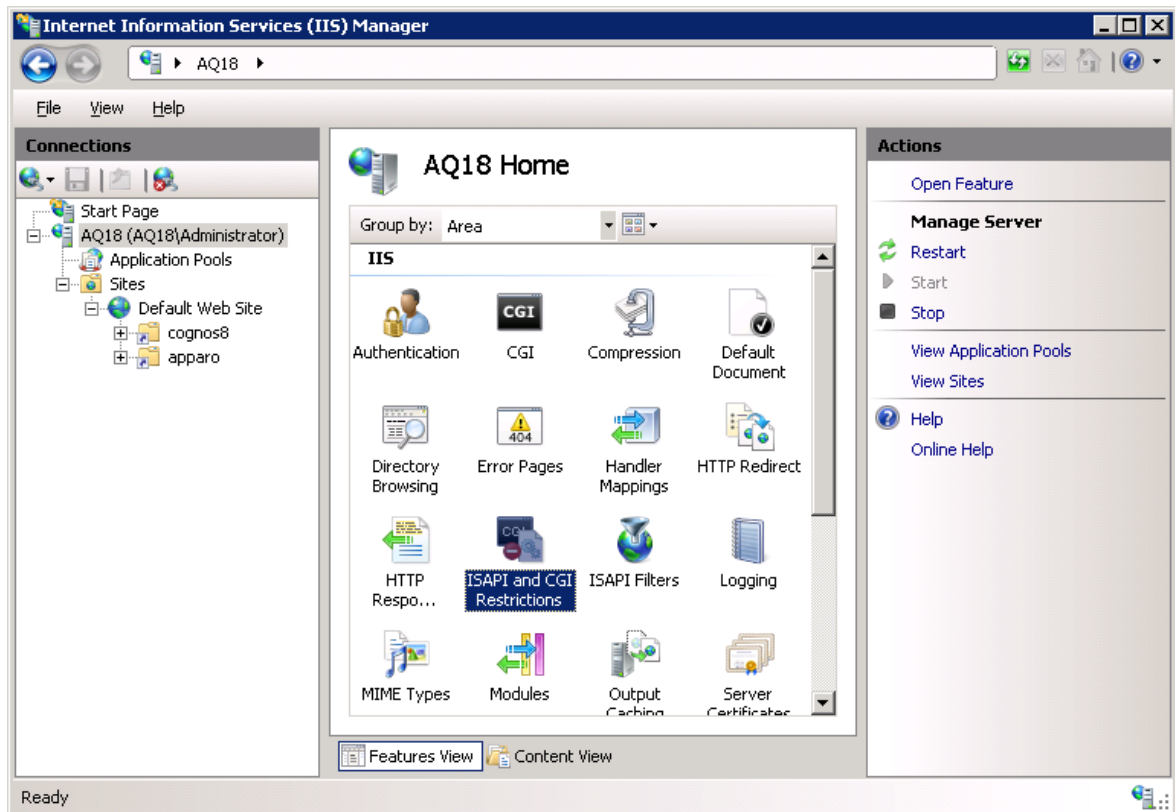 Internet Information Services (IIS) Manager
AQ18
File View Help
Connections
Start Page
AQ18 (AQ18\Administrator)
Application Pools
Sites
Default Web Site
cognos8
apparo
AQ18 Home
Group by: Area
IIS
Authentication
CGI
Compression
Default
Document
Directory
Browsing
Error Pages
404
Handler
Mappings
HTTP Redirect
HTTP
Respo...
ISAPI and CGI
Restrictions
ISAPI Filters
Logging
MIME Types
Modules
Output
Caching
Server
Certificates
Features View
Content View
Actions
Open Feature
Manage Server
Restart
Start
Stop
View Application Pools
View Sites
Help
Online Help
Ready